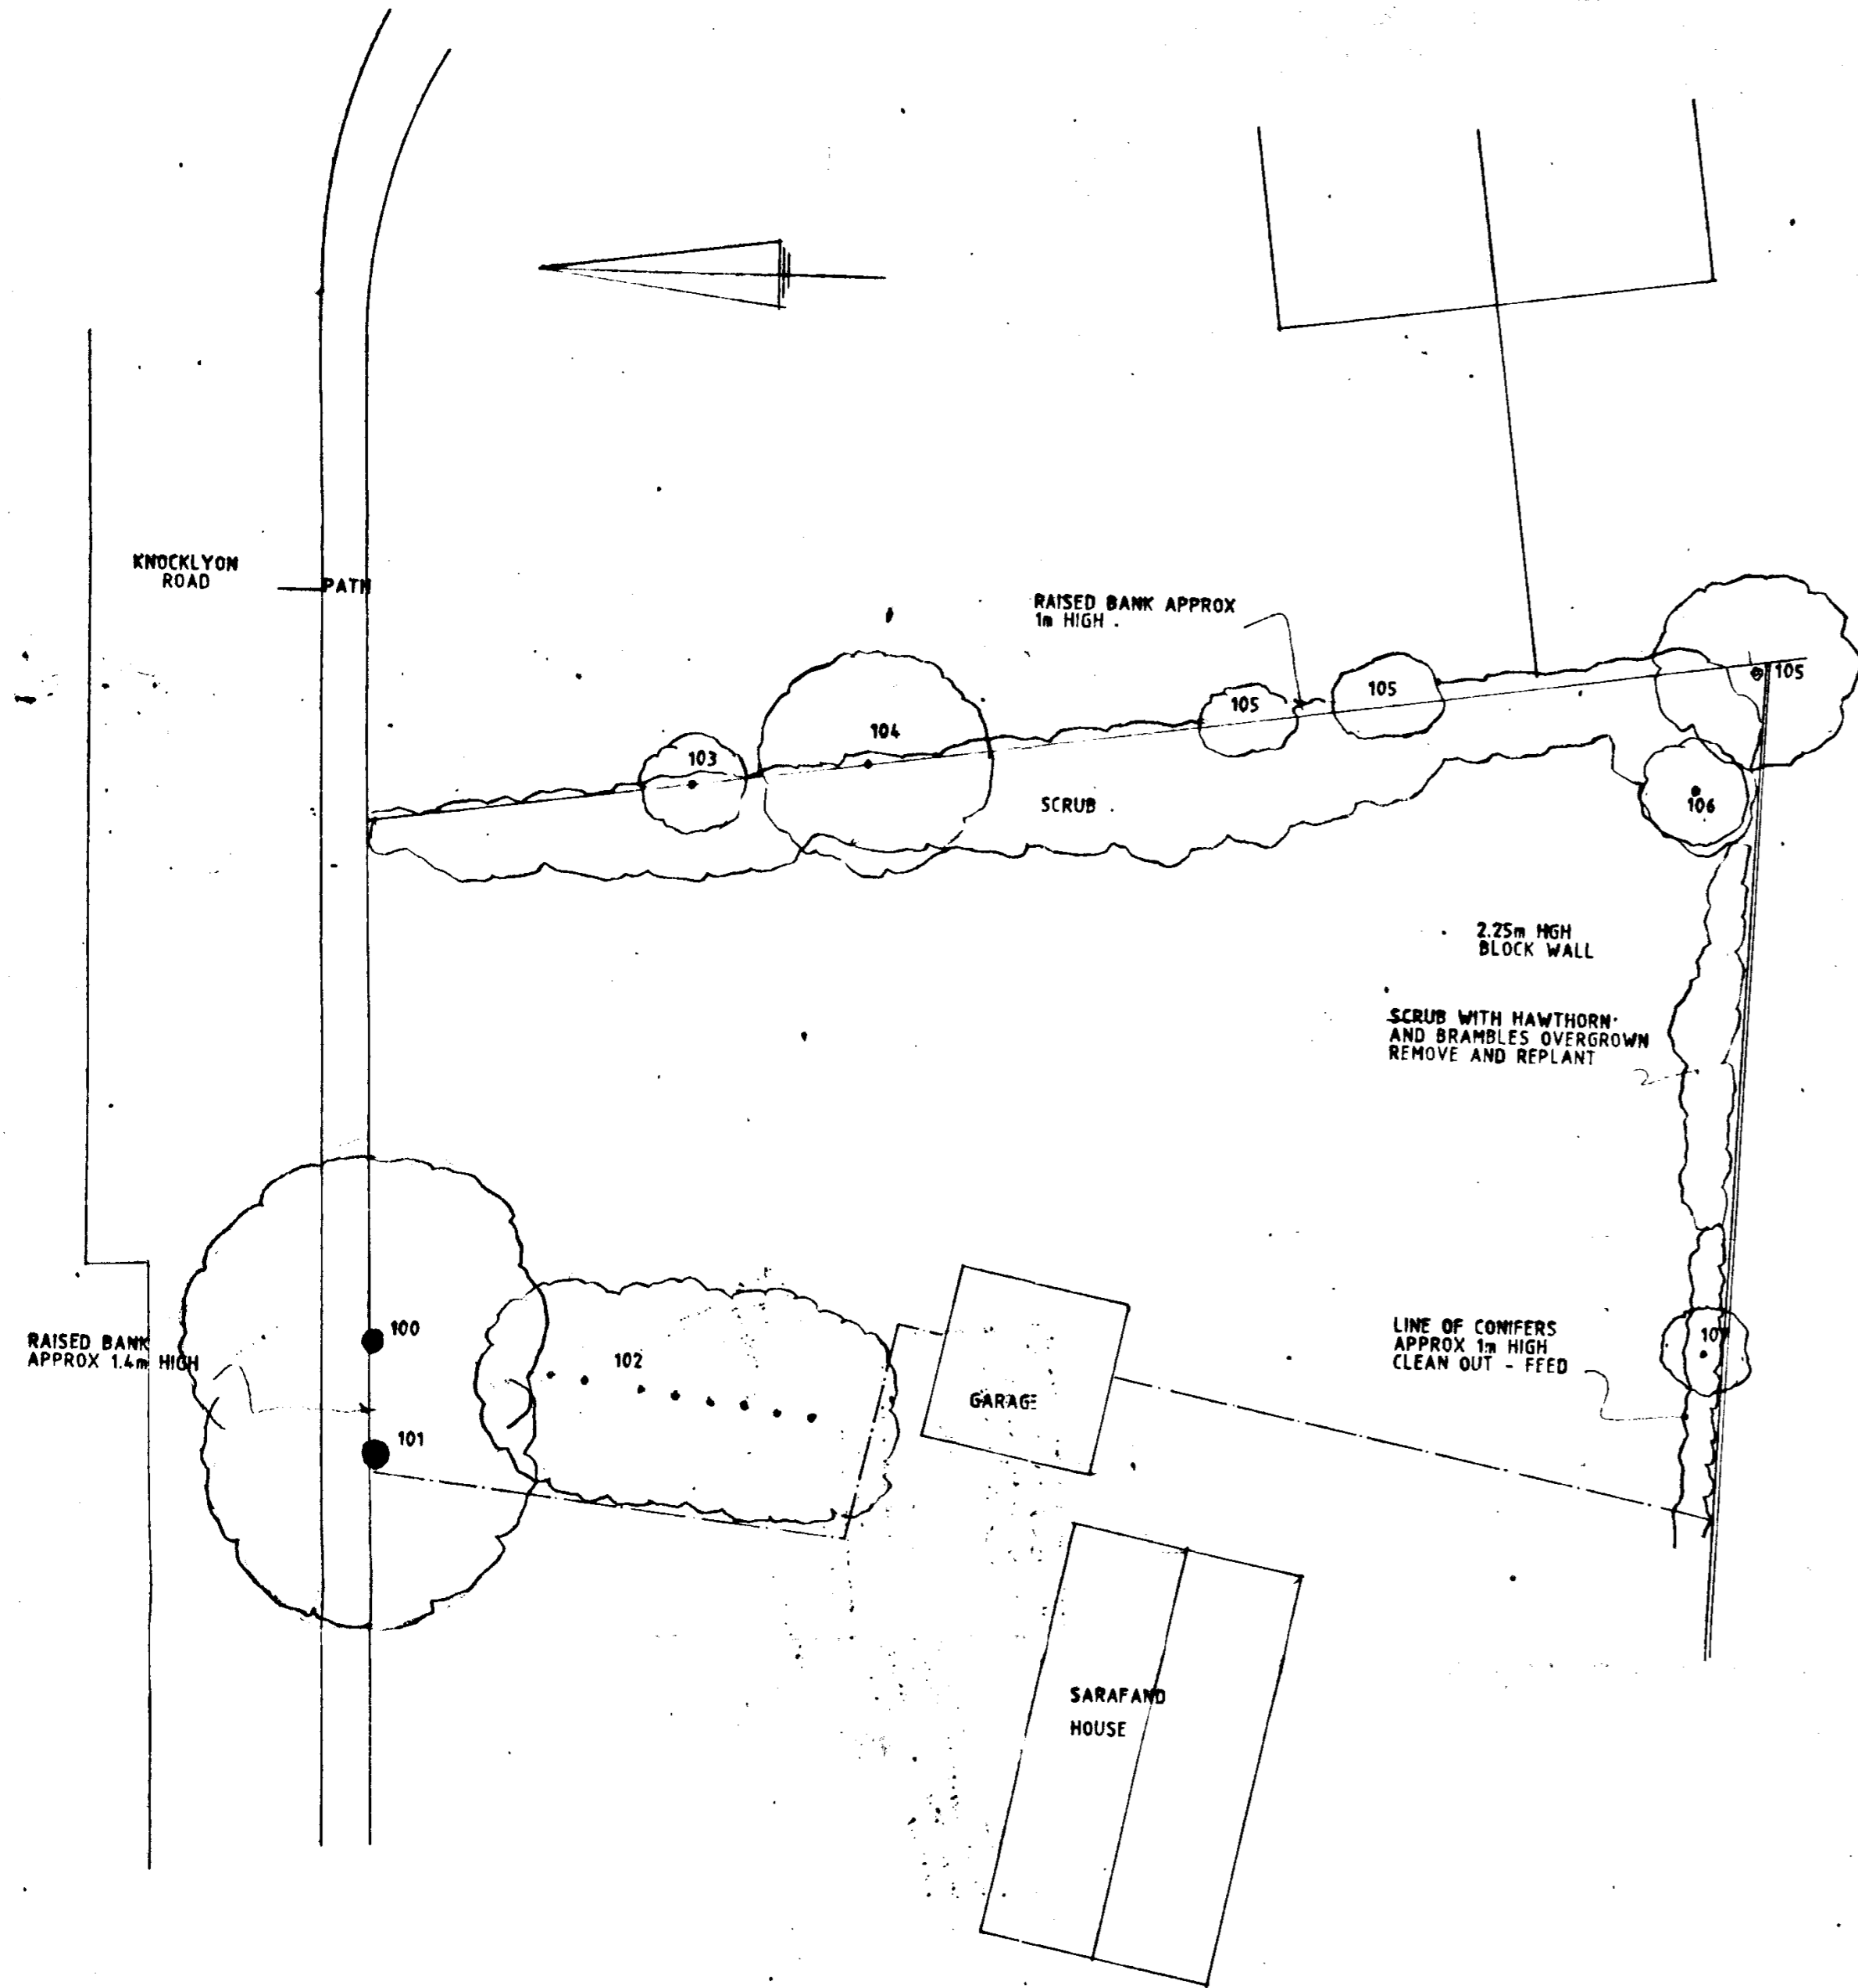 KNOCKLYON
ROAD
PATH
RAISED BANK APPROX
1m HIGH .
103
104
105
105
105
106
SCRUB .
2.25m HGH
BLOCK WALL
SCRUB WITH HAWTHORN
AND BRAMBLES OVERGROWN
REMOVE AND REPLANT
RAISED BANK
APPROX 1.4m HIGH
100
101
102
GARAGE
LINE OF CONIFERS
APPROX 1m HIGH
CLEAN OUT - FEED
SARAFAND
HOUSE